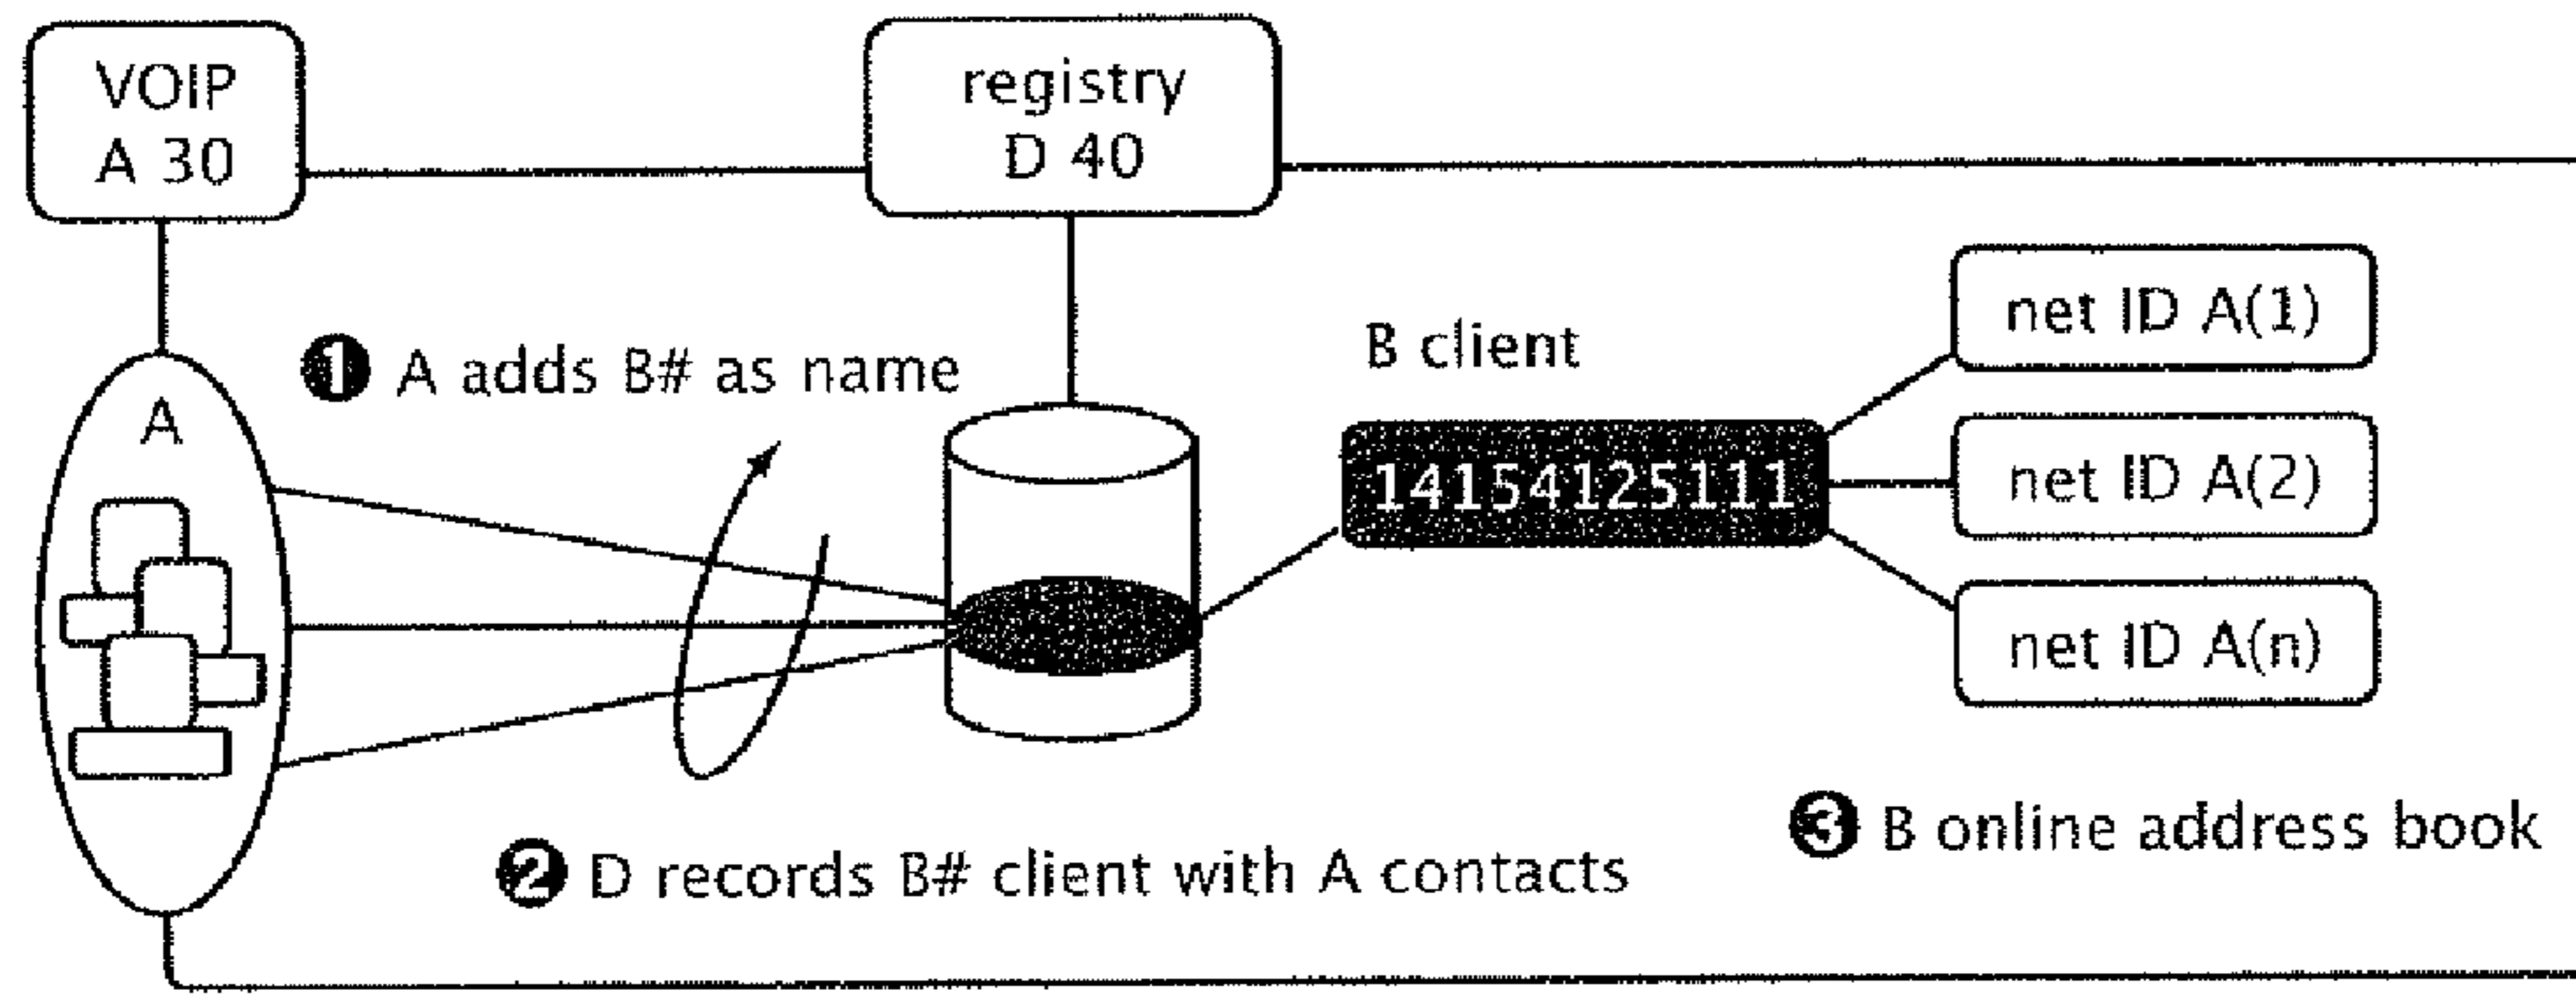 VOIP
A 30
registry
D 40
❶ A adds B# as name
A
B client
14154125111
net ID A(1)
net ID A(2)
net ID A(n)
❸ B online address book
❷ D records B# client with A contacts